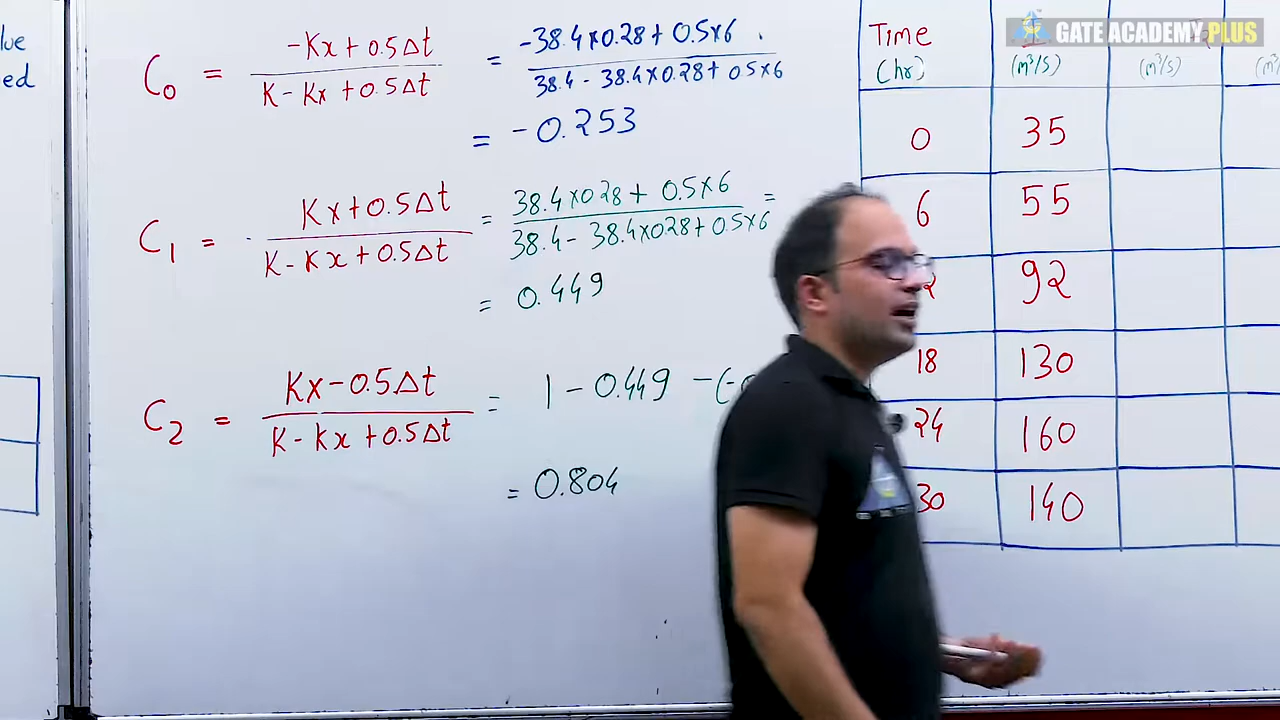 lue
ed
C₀ = (-Kx + 0.5Δt)/(K - Kx + 0.5Δt) = (-38.4×0.28 + 0.5×6)/(38.4 - 38.4×0.28 + 0.5×6)
= -0.253
C₁ = (Kx + 0.5Δt)/(K - Kx + 0.5Δt) = (38.4×0.28 + 0.5×6)/(38.4 - 38.4×0.28 + 0.5×6) =
= 0.449
C₂ = (Kx - 0.5Δt)/(K - Kx + 0.5Δt) = 1 - 0.449 -(-0
= 0.804
GATE ACADEMY PLUS
Time I
(hr) (m³/s) (m³/s) (m³
0 35
6 55
2 92
18 130
24 160
30 140